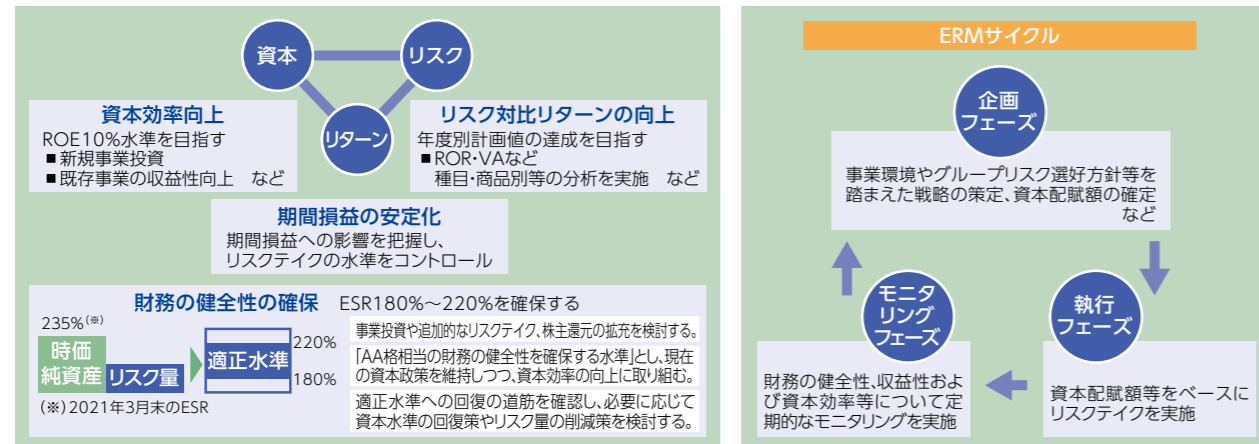 資本
リスク
リターン
資本効率向上
ROE10%水準を目指す
■新規事業投資
■既存事業の収益性向上　など
リスク対比リターンの向上
年度別計画値の達成を目指す
■ROR・VAなど
種目・商品別等の分析を実施　など
期間損益の安定化
期間損益への影響を把握し、
リスクテイクの水準をコントロール
財務の健全性の確保　ESR180%～220%を確保する
235%(※)
時価
純資産
リスク量
適正水準
220%
180%
(※)2021年3月末のESR
事業投資や追加的なリスクテイク、株主還元の拡充を検討する。
「AA格相当の財務の健全性を確保する水準」とし、現在
の資本政策を維持しつつ、資本効率の向上に取り組む。
適正水準への回復の道筋を確認し、必要に応じて
資本水準の回復策やリスク量の削減策を検討する。
ERMサイクル
企画
フェーズ
事業環境やグループリスク選好方針等を
踏まえた戦略の策定、資本配賦額の確定
など
執行
フェーズ
資本配賦額等をベースに
リスクテイクを実施
モニタ
リング
フェーズ
財務の健全性、収益性およ
び資本効率等について定
期的なモニタリングを実施